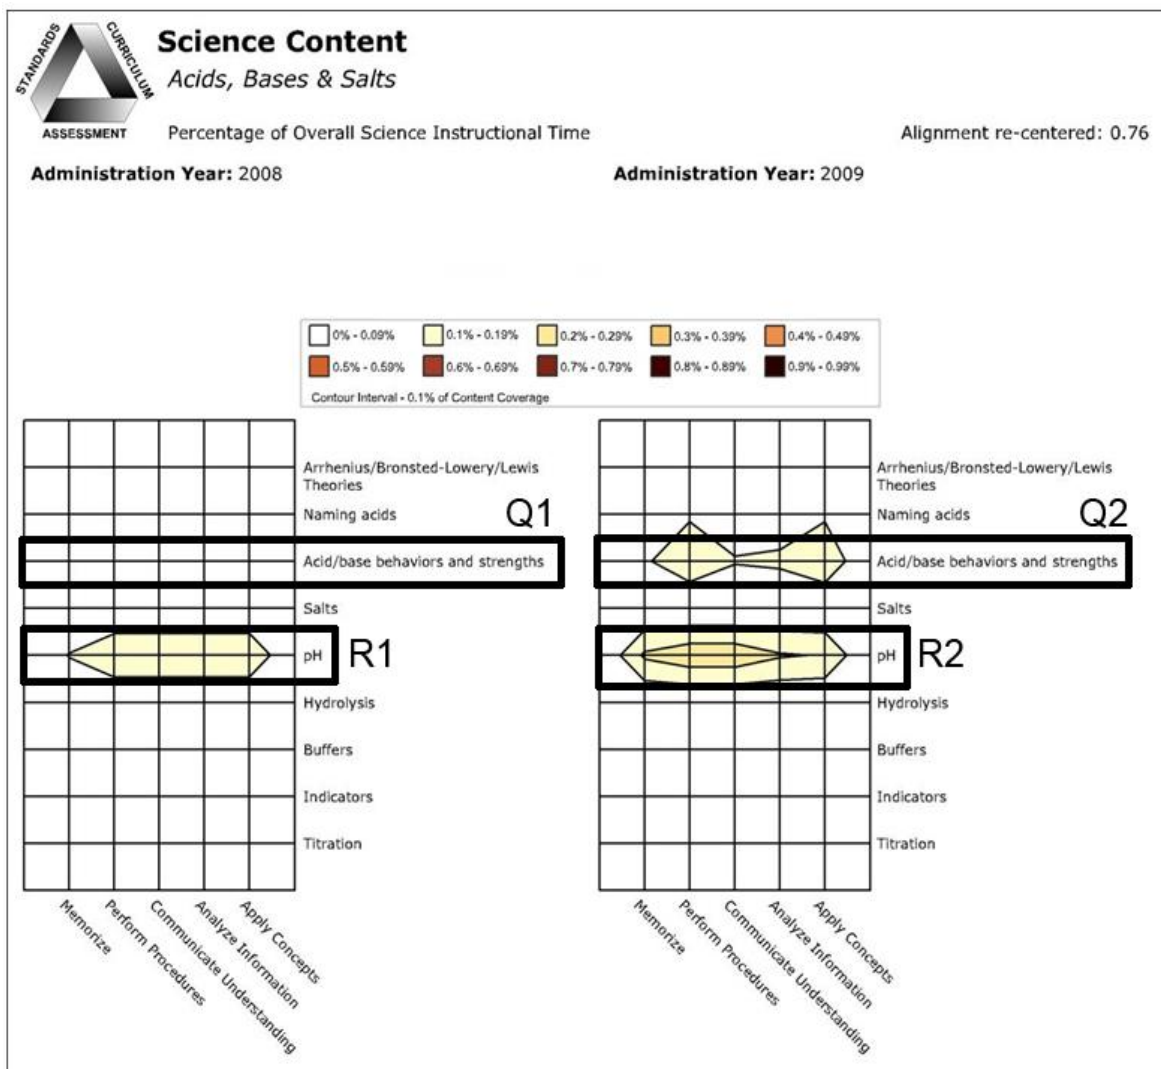 STANDARDS
CURRICULUM
ASSESSMENT
Science Content
Acids, Bases & Salts
Percentage of Overall Science Instructional Time
Alignment re-centered: 0.76
Administration Year: 2008
Administration Year: 2009
0% - 0.09%
0.1% - 0.19%
0.2% - 0.29%
0.3% - 0.39%
0.4% - 0.49%
0.5% - 0.59%
0.6% - 0.69%
0.7% - 0.79%
0.8% - 0.89%
0.9% - 0.99%
Contour Interval - 0.1% of Content Coverage
Arrhenius/Bronsted-Lowery/Lewis
Theories
Naming acids
Q1
Acid/base behaviors and strengths
Salts
pH
R1
Hydrolysis
Buffers
Indicators
Titration
Memorize
Perform Procedures
Communicate Understanding
Analyze Information
Apply Concepts
Arrhenius/Bronsted-Lowery/Lewis
Theories
Naming acids
Q2
Acid/base behaviors and strengths
Salts
pH
R2
Hydrolysis
Buffers
Indicators
Titration
Memorize
Perform Procedures
Communicate Understanding
Analyze Information
Apply Concepts